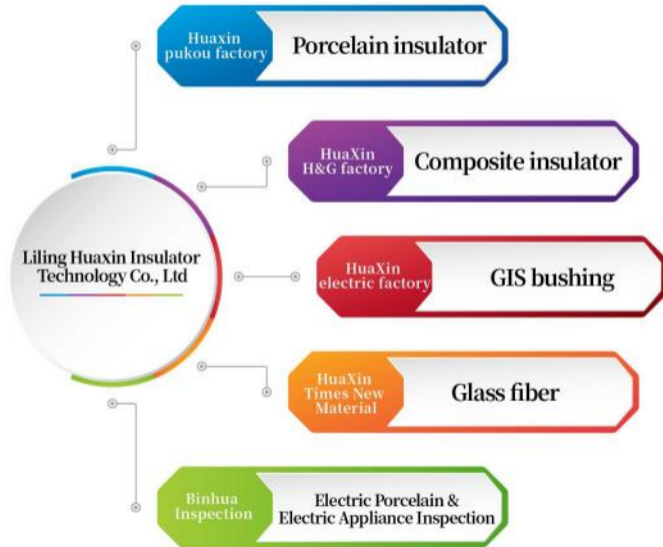 Huaxin
pukou factory
Porcelain insulator
HuaXin
H&G factory
Composite insulator
Liling Huaxin Insulator
Technology Co., Ltd
HuaXin
electric factory
GIS bushing
HuaXin
Times New
Material
Glass fiber
Binhua
Inspection
Electric Porcelain &
Electric Appliance Inspection